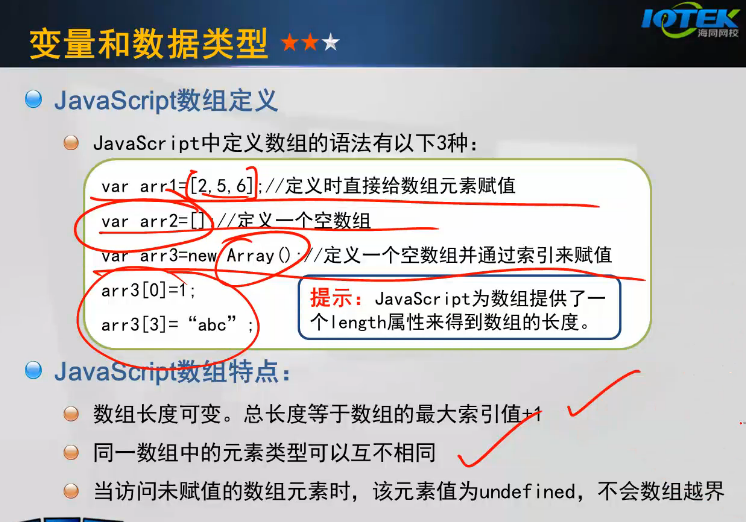 IOTEK
海同网校
变量和数据类型
JavaScript数组定义
JavaScript中定义数组的语法有以下3种:
var arr1=[2,5,6];//定义时直接给数组元素赋值
var arr2=[];//定义一个空数组
var arr3=new Array();//定义一个空数组并通过索引来赋值
arr3[0]=1;
arr3[3]=“abc”;
提示：JavaScript为数组提供了一
个length属性来得到数组的长度。
JavaScript数组特点：
数组长度可变。总长度等于数组的最大索引值+1
同一数组中的元素类型可以互不相同
当访问未赋值的数组元素时，该元素值为undefined，不会数组越界